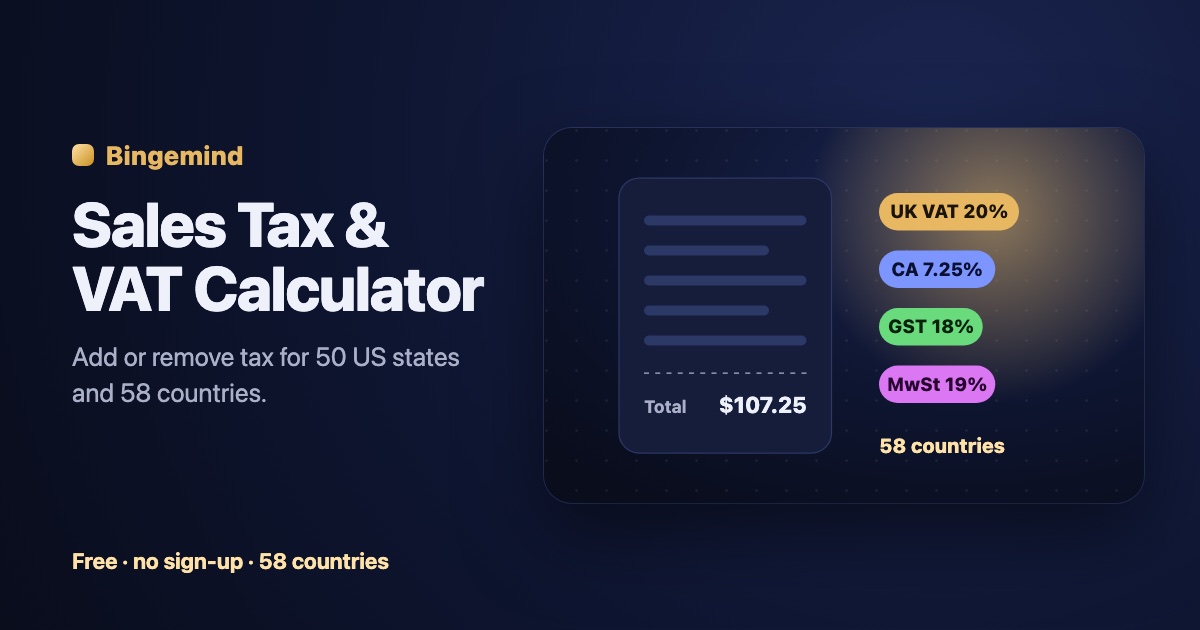 Bingemind
Sales Tax &
VAT Calculator
Add or remove tax for 50 US states
and 58 countries.
Free · no sign-up · 58 countries
Total $107.25
UK VAT 20%
CA 7.25%
GST 18%
MwSt 19%
58 countries